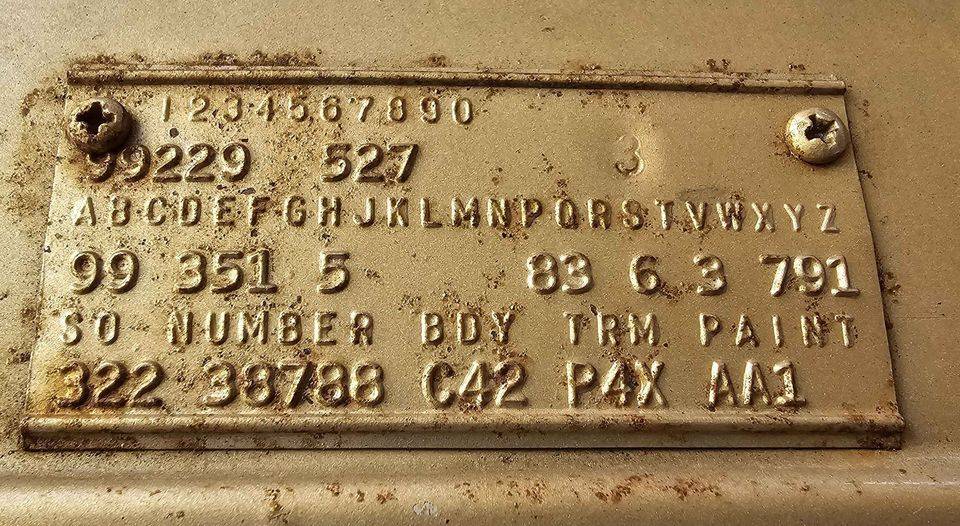 1234567890
99229 527 3
ABCDEFGHJKLMNPQRSTVWXYZ
99 351 5 83 6 3 791
SO NUMBER BDY TRM PAINT
322 38788 C42 P4X AA1